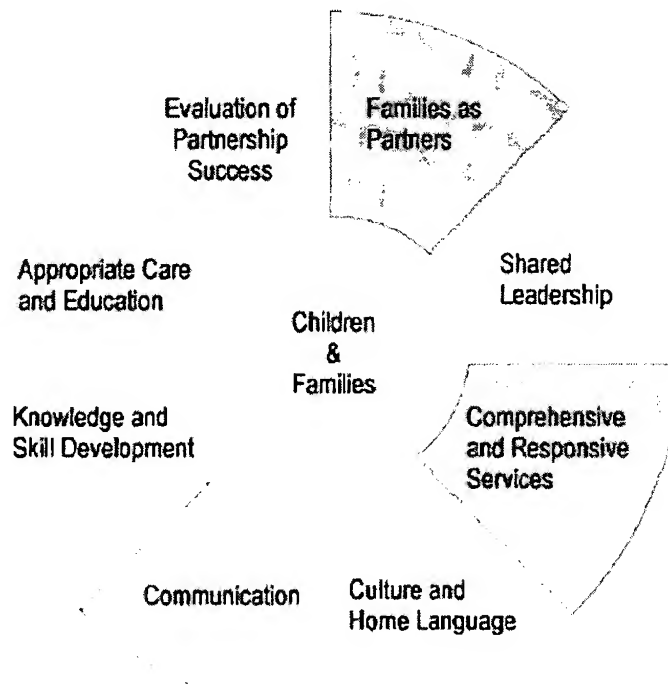 Families as
Partners
Shared
Leadership
Comprehensive
and Responsive
Services
Culture and
Home Language
Communication
Knowledge and
Skill Development
Appropriate Care
and Education
Evaluation of
Partnership
Success
Children
&
Families